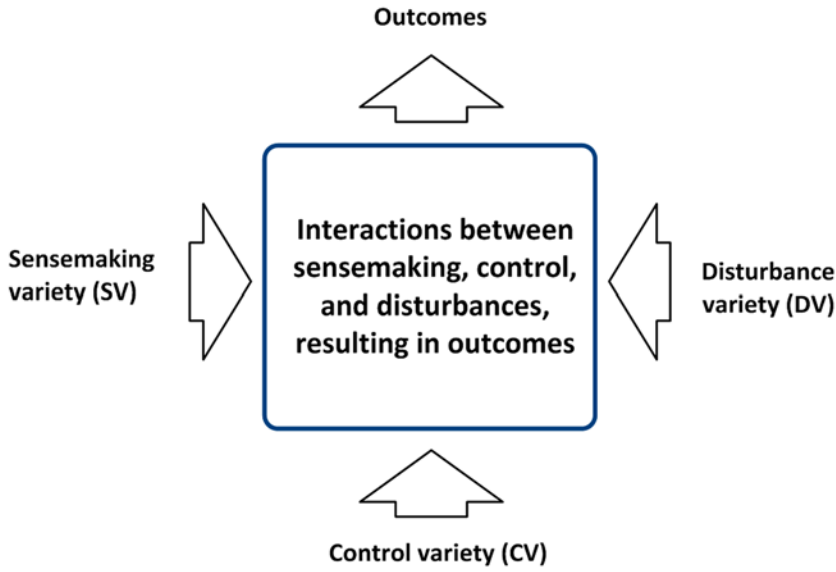 Outcomes
Interactions between
sensemaking, control,
and disturbances,
resulting in outcomes
Sensemaking
variety (SV)
Disturbance
variety (DV)
Control variety (CV)